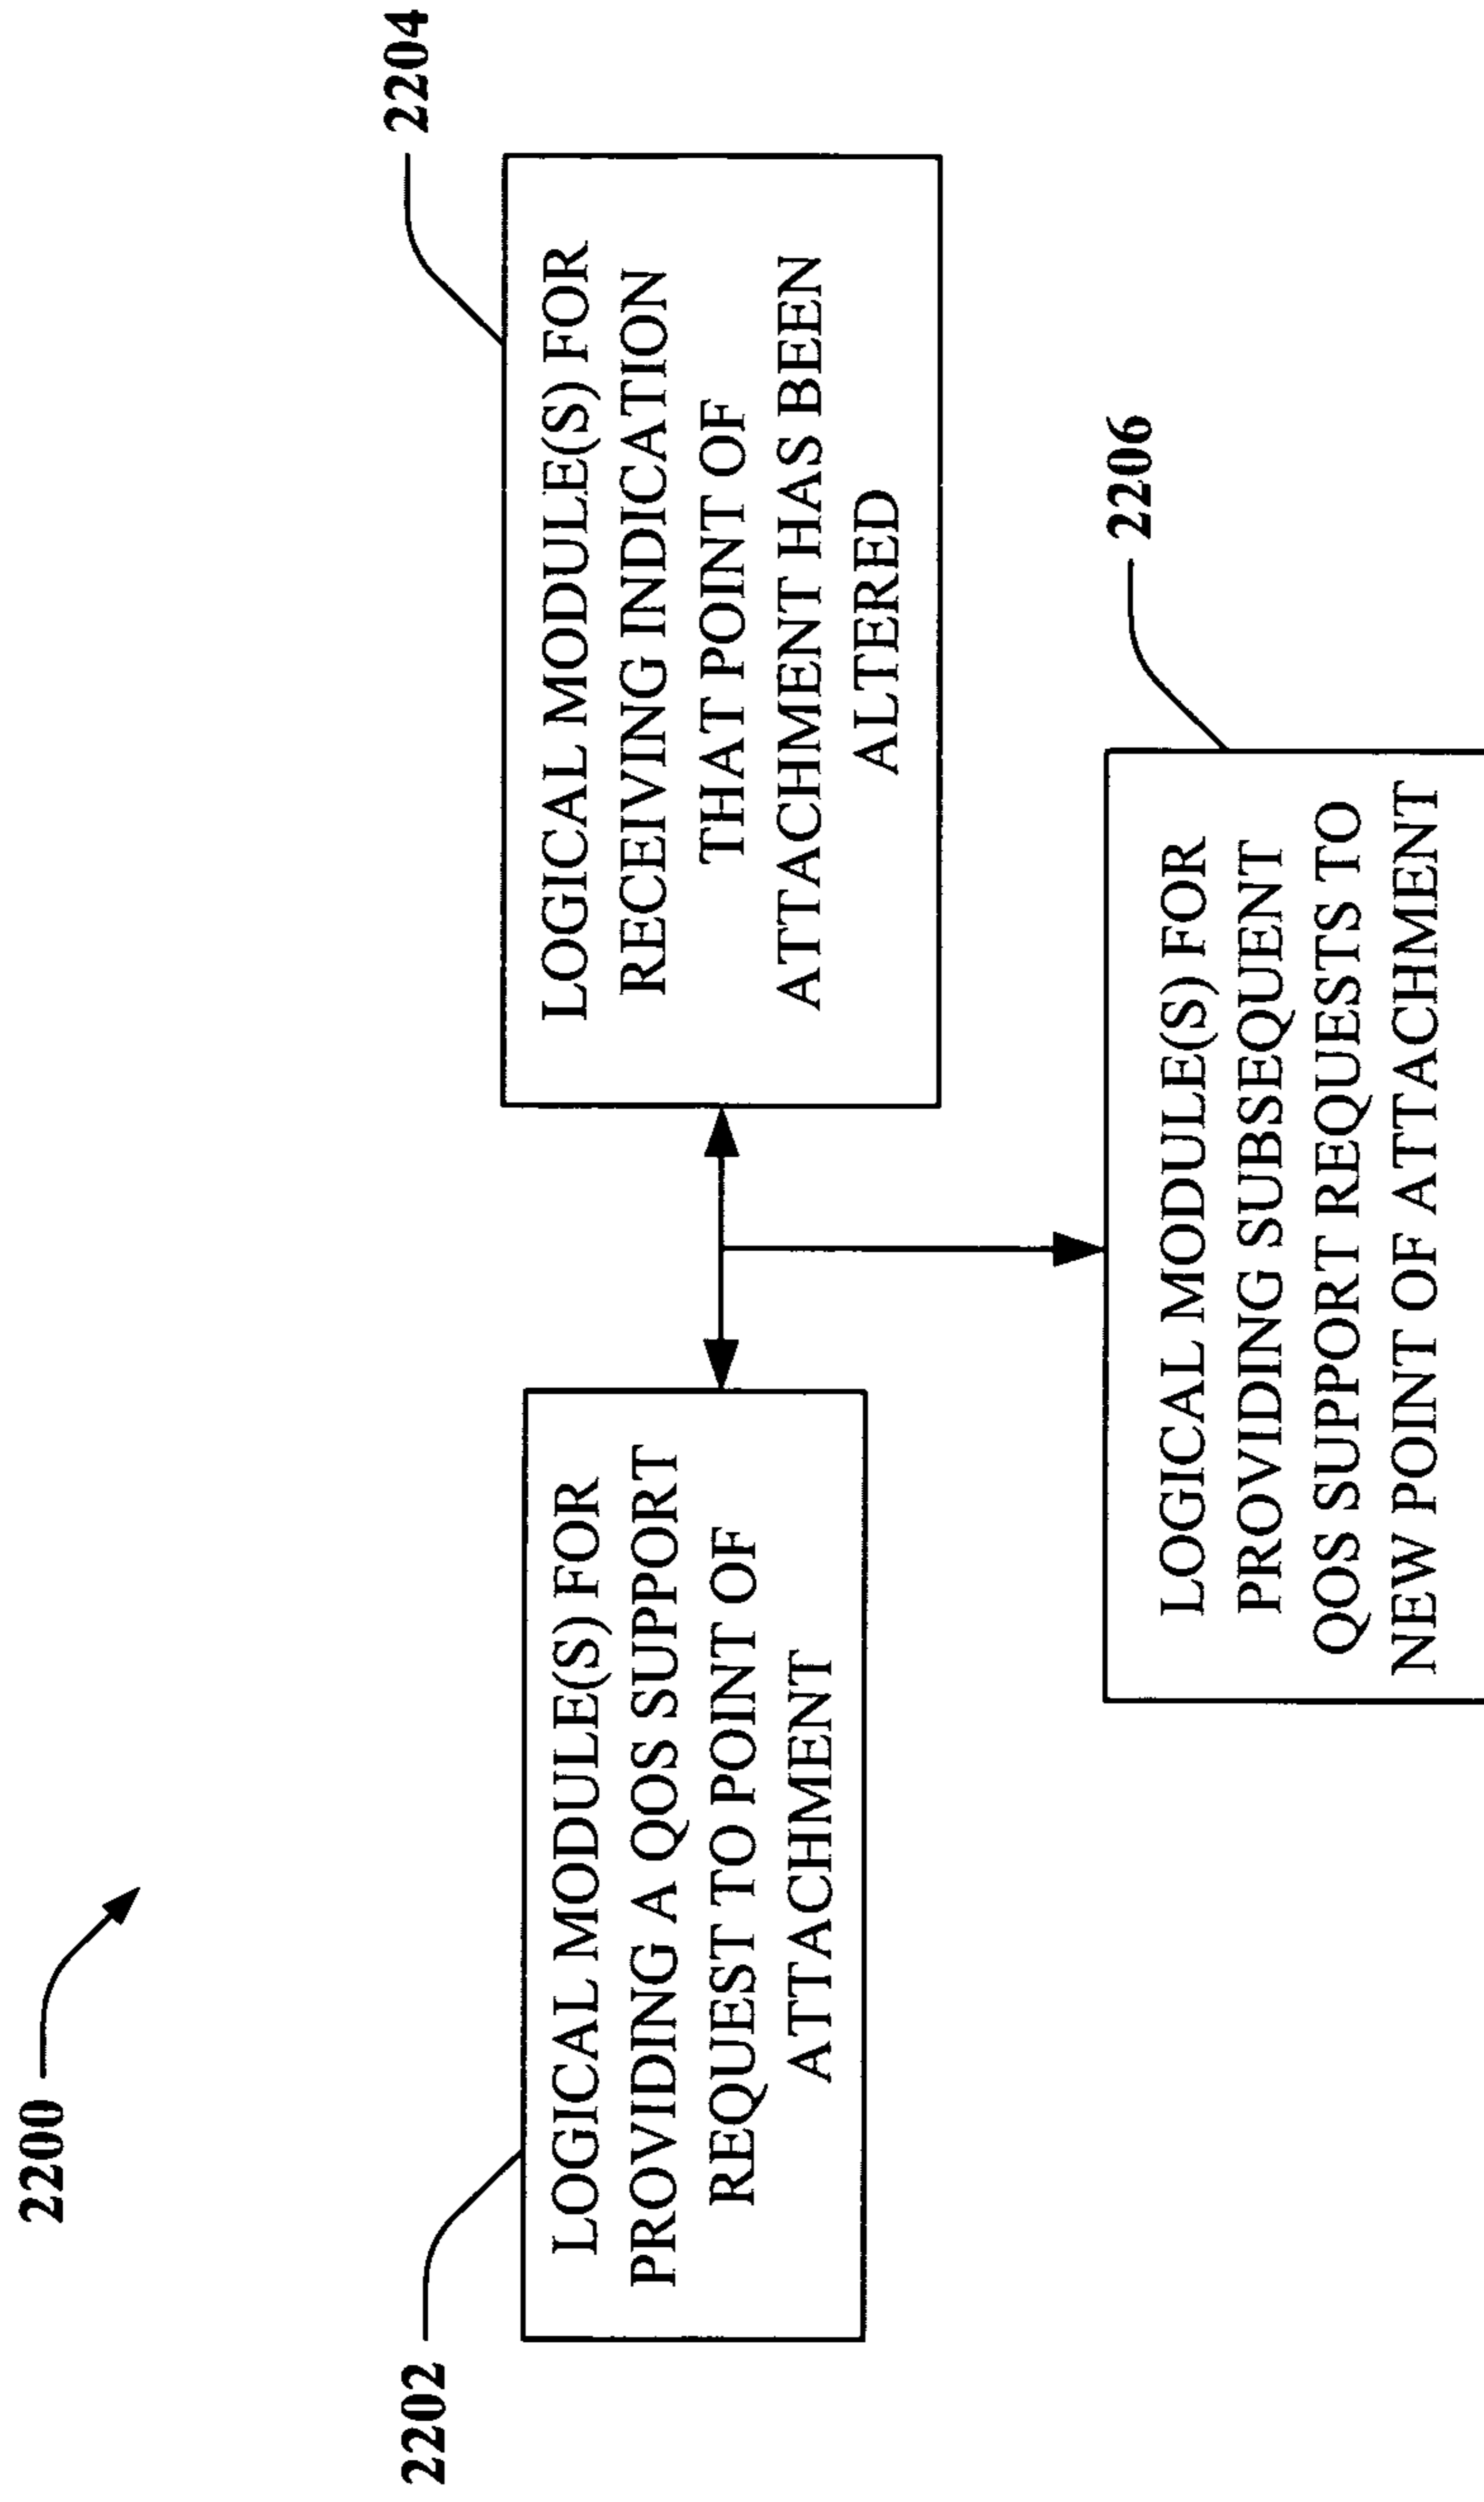 2200
2202
LOGICAL MODULE(S) FOR
PROVIDING A QOS SUPPORT
REQUEST TO POINT OF
ATTACHMENT
2204
LOGICAL MODULE(S) FOR
RECEIVING INDICATION
THAT POINT OF
ATTACHMENT HAS BEEN
ALTERED
2206
LOGICAL MODULE(S) FOR
PROVIDING SUBSEQUENT
QOS SUPPORT REQUESTS TO
NEW POINT OF ATTACHMENT